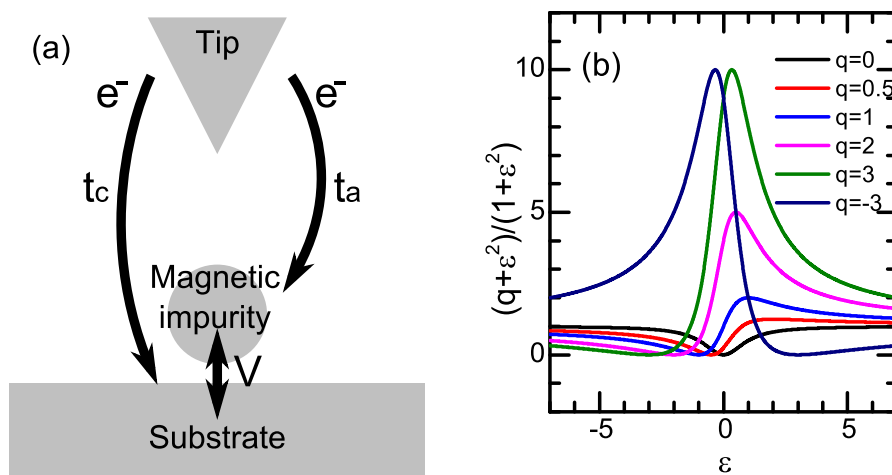 (a)
Tip
e-
e-
tc
ta
Magnetic
impurity
V
Substrate
(b)
q=0
q=0.5
q=1
q=2
q=3
q=-3
10
5
0
(q+ε²)/(1+ε²)
-5
0
5
ε